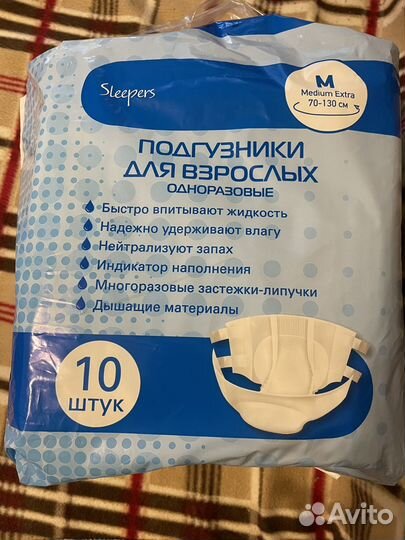 Sleepers
M
Medium Extra
70-130 см
ПОДГУЗНИКИ
ДЛЯ ВЗРОСЛЫХ
ОДНОРАЗОВЫЕ
Быстро впитывают жидкость
Надежно удерживают влагу
Нейтрализуют запах
Индикатор наполнения
Многоразовые застежки-липучки
Дышащие материалы
10
ШТУК
Avito